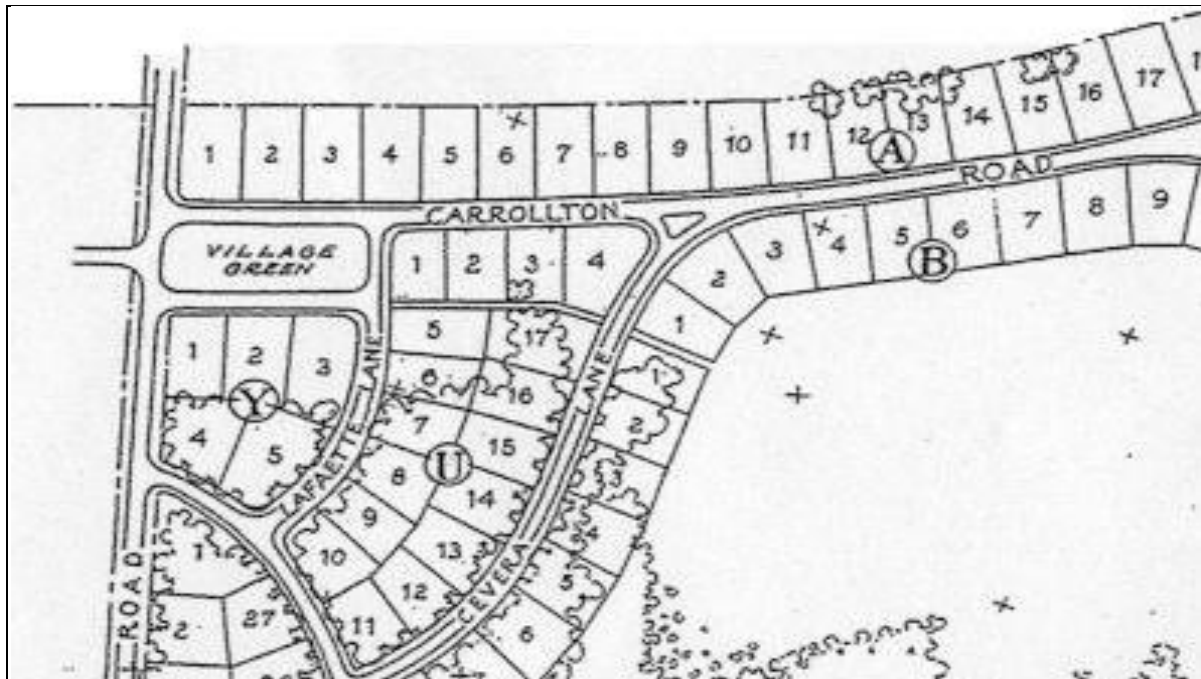 1 2 3 4 5 6 7 8 9 10 11 12 13 14 15 16 17
A
CARROLLTON ROAD
VILLAGE
GREEN
1 2 3 4
1 2 3 4 5 6 7 8 9
B
1 2 3
Y
4 5
LAFAETTE LANE
5 17
6 16
7 15
U
8 14
9 13
10 12
11
CEVERA LANE
1
2
3
4
5
6
ROAD
1
2 27